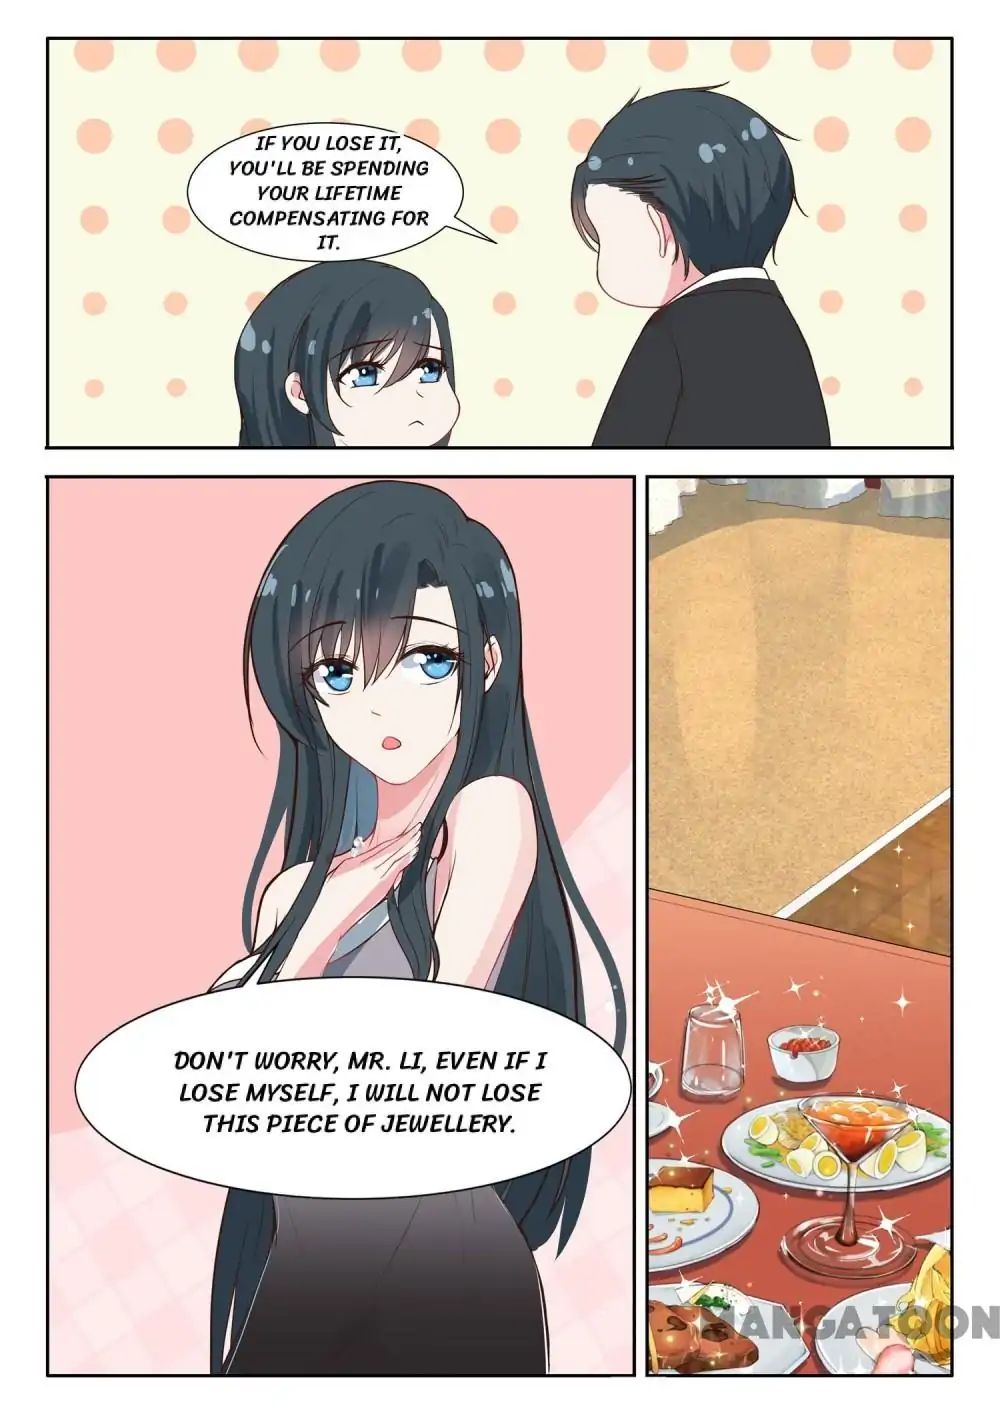 IF YOU LOSE IT,
YOU'LL BE SPENDING
YOUR LIFETIME
COMPENSATING FOR
IT.
DON'T WORRY, MR. LI, EVEN IF I
LOSE MYSELF, I WILL NOT LOSE
THIS PIECE OF JEWELLERY.
MANGATOON